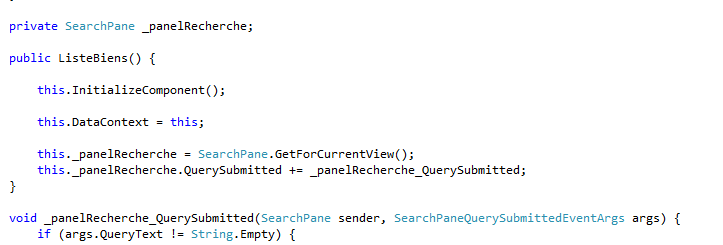 private SearchPane _panelRecherche;
public ListeBiens() {
this.InitializeComponent();
this.DataContext = this;
this._panelRecherche = SearchPane.GetForCurrentView();
this._panelRecherche.QuerySubmitted += _panelRecherche_QuerySubmitted;
}
void _panelRecherche_QuerySubmitted(SearchPane sender, SearchPaneQuerySubmittedEventArgs args) {
if (args.QueryText != String.Empty) {